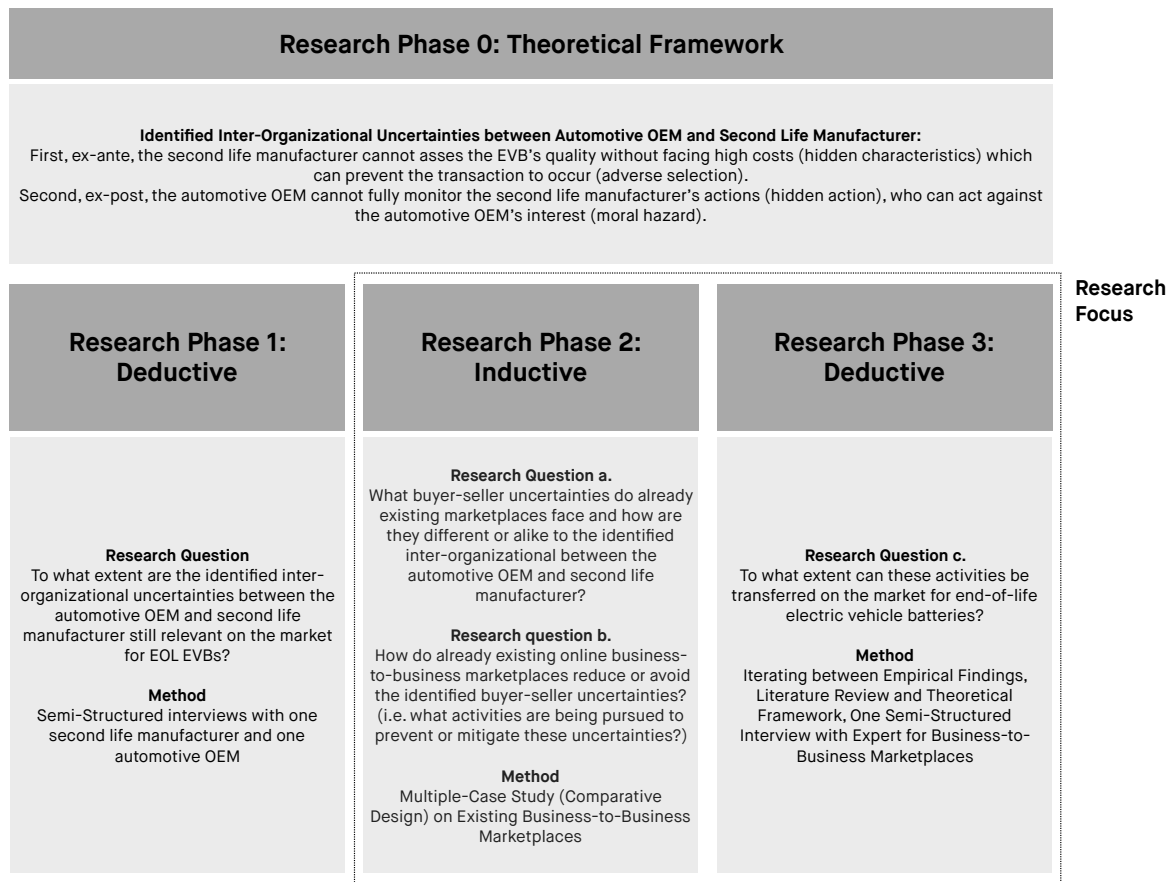 Research Phase 0: Theoretical Framework
Identified Inter-Organizational Uncertainties between Automotive OEM and Second Life Manufacturer:
First, ex-ante, the second life manufacturer cannot asses the EVB's quality without facing high costs (hidden characteristics) which
can prevent the transaction to occur (adverse selection).
Second, ex-post, the automotive OEM cannot fully monitor the second life manufacturer's actions (hidden action), who can act against
the automotive OEM's interest (moral hazard).
Research
Focus
Research Phase 1:
Deductive
Research Question
To what extent are the identified inter-
organizational uncertainties between the
automotive OEM and second life
manufacturer still relevant on the market
for EOL EVBs?
Method
Semi-Structured interviews with one
second life manufacturer and one
automotive OEM
Research Phase 2:
Inductive
Research Question a.
What buyer-seller uncertainties do already
existing marketplaces face and how are
they different or alike to the identified
inter-organizational between the
automotive OEM and second life
manufacturer?
Research question b.
How do already existing online business-
to-business marketplaces reduce or avoid
the identified buyer-seller uncertainties?
(i.e. what activities are being pursued to
prevent or mitigate these uncertainties?)
Method
Multiple-Case Study (Comparative
Design) on Existing Business-to-Business
Marketplaces
Research Phase 3:
Deductive
Research Question c.
To what extent can these activities be
transferred on the market for end-of-life
electric vehicle batteries?
Method
Iterating between Empirical Findings,
Literature Review and Theoretical
Framework, One Semi-Structured
Interview with Expert for Business-to-
Business Marketplaces